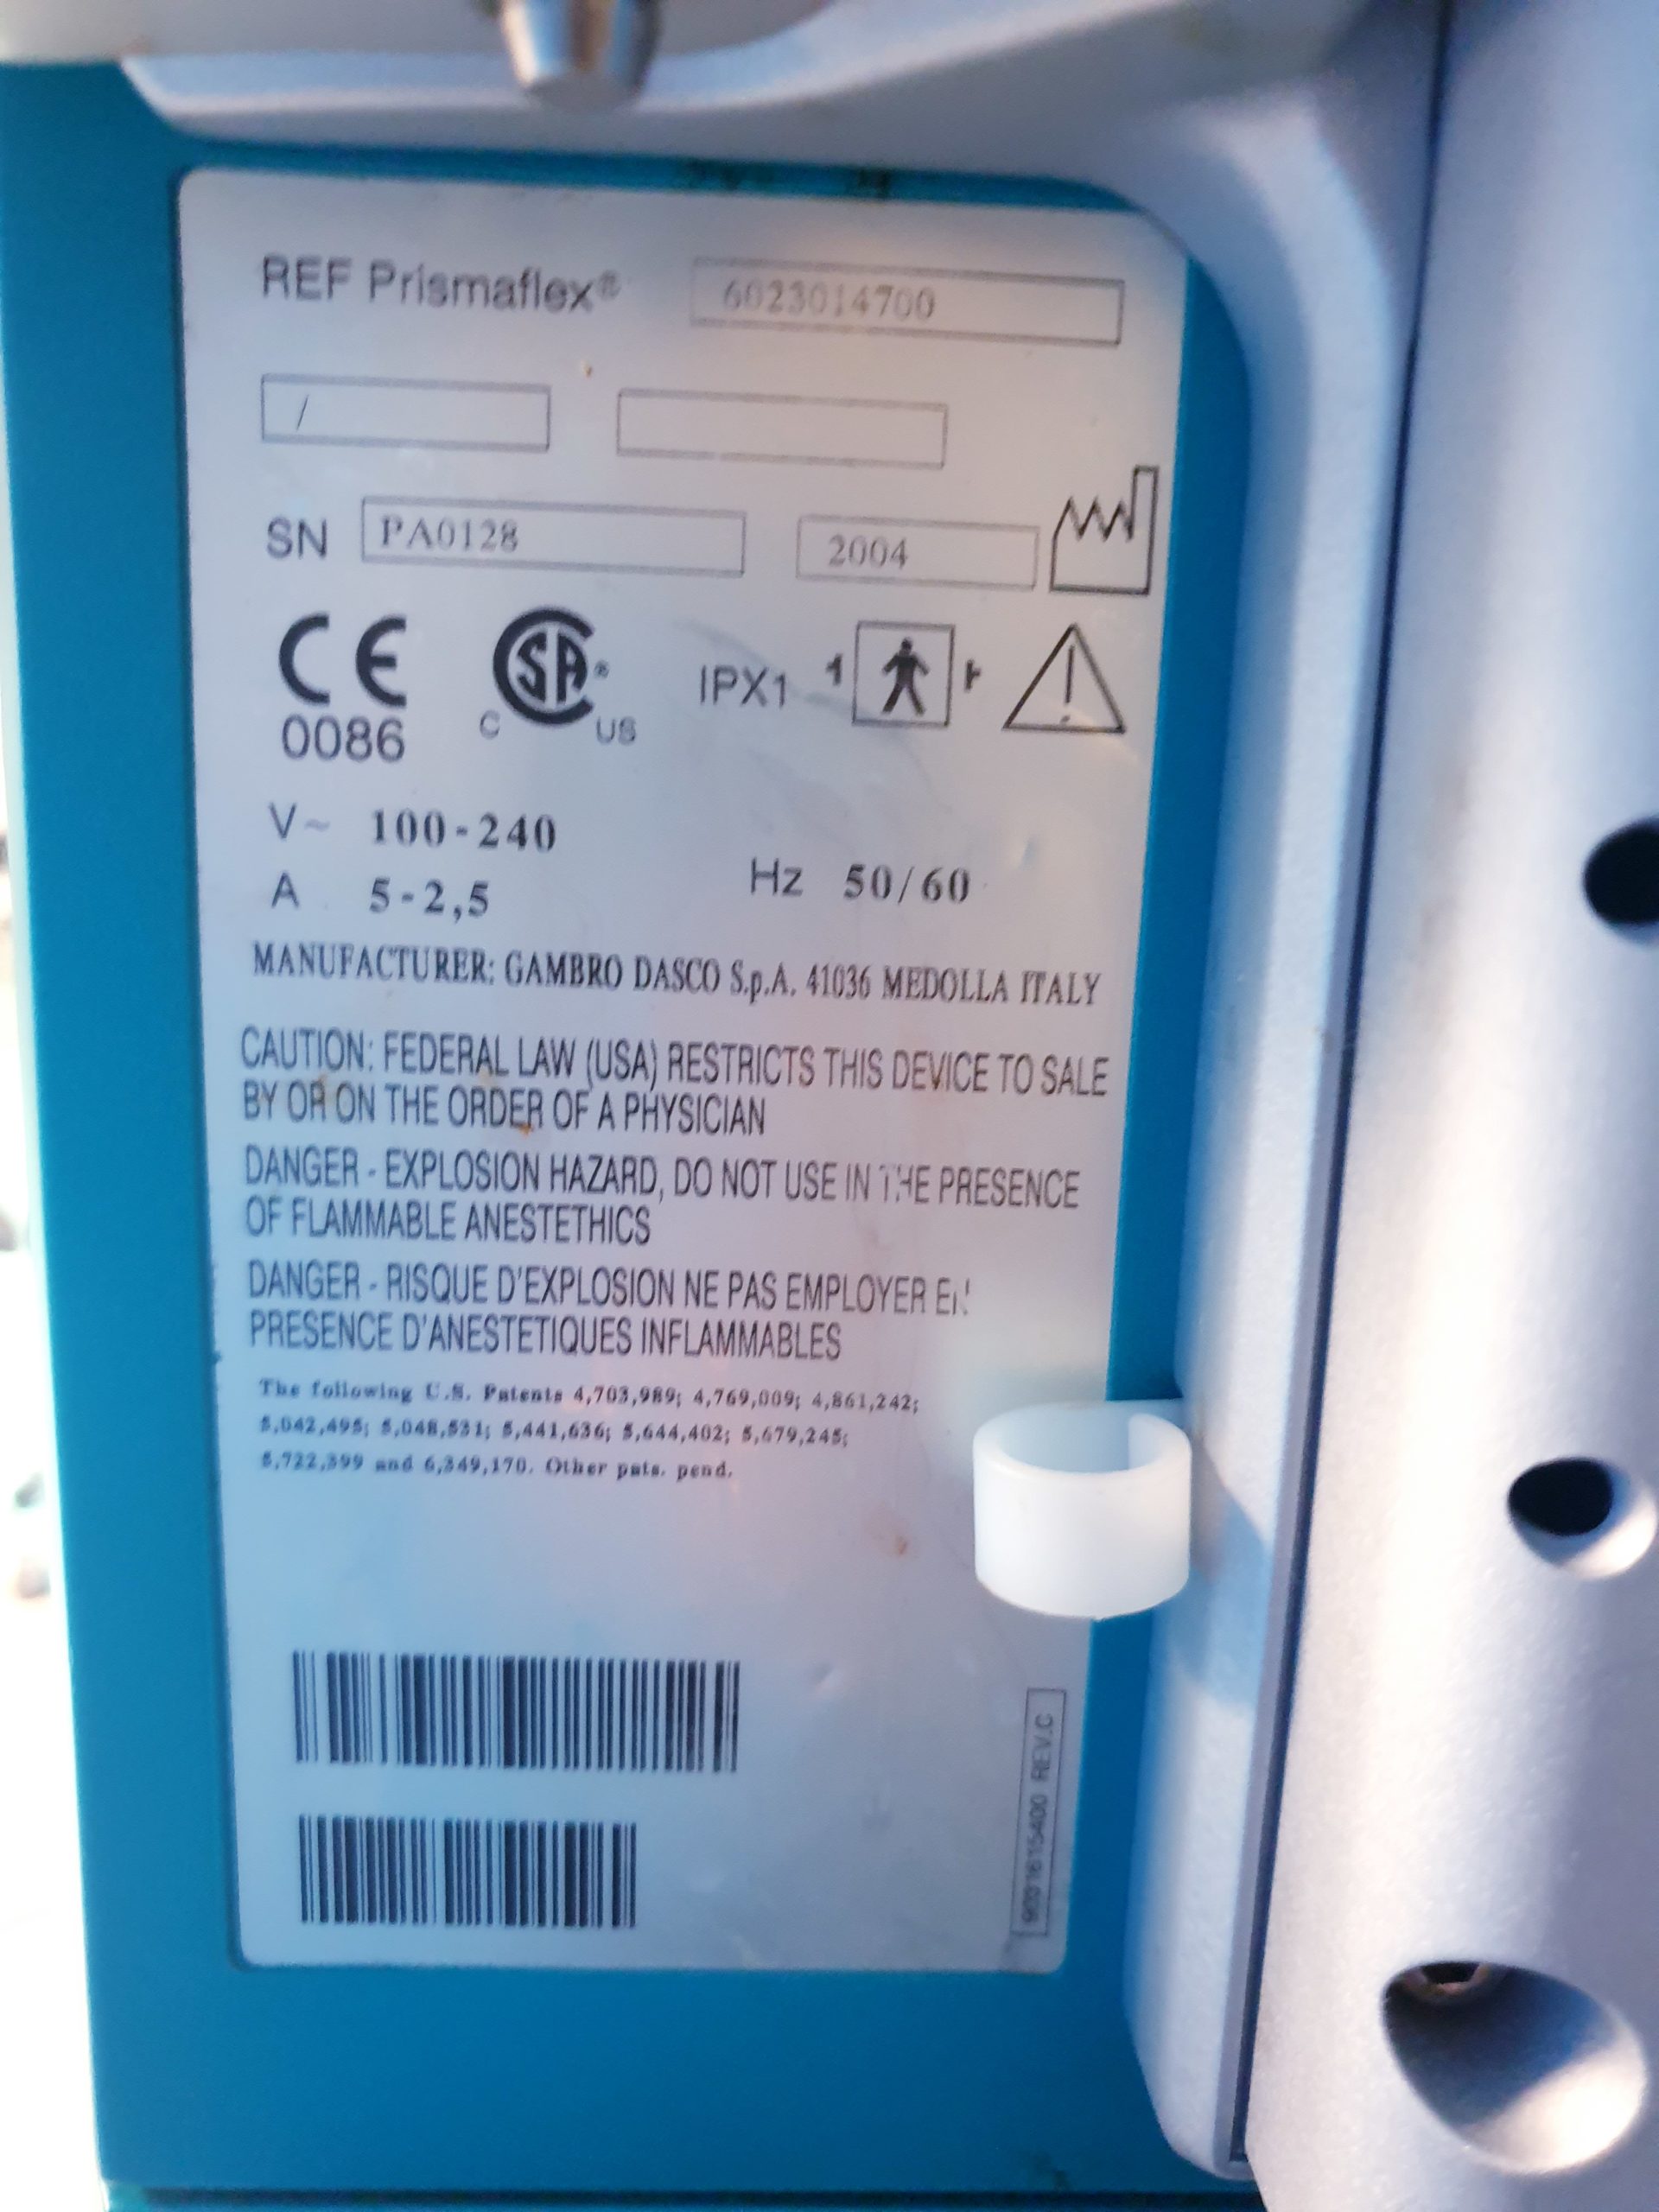 REF Prismaflex® 6023014700
/
SN PA0128 2004
CE SA®
0086 C US IPX1
V~ 100-240
A 5-2,5 Hz 50/60
MANUFACTURER: GAMBRO DASCO S.p.A. 41036 MEDOLLA ITALY
CAUTION: FEDERAL LAW (USA) RESTRICTS THIS DEVICE TO SALE
BY OR ON THE ORDER OF A PHYSICIAN
DANGER - EXPLOSION HAZARD, DO NOT USE IN THE PRESENCE
OF FLAMMABLE ANESTETHICS
DANGER - RISQUE D'EXPLOSION NE PAS EMPLOYER EN
PRESENCE D'ANESTETIQUES INFLAMMABLES
The following U.S. Patents 4,703,989; 4,769,009; 4,861,242;
5,042,495; 5,048,531; 5,441,636; 5,644,402; 5,679,245;
5,722,399 and 6,349,170. Other pats. pend.
9031615400 REV.C